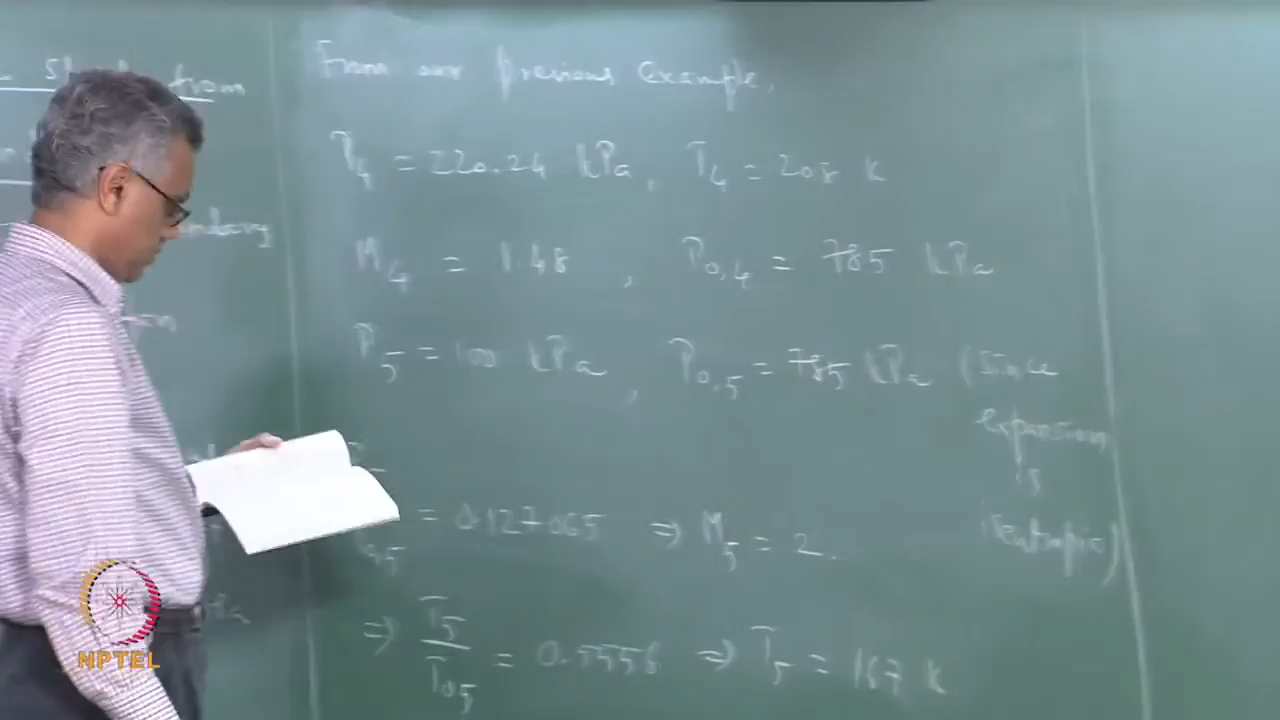 from
From our previous example,
P₄ = 220.24 kPa, T₄ = 208 K
M₄ = 1.48 , P₀,₄ = 785 kPa
P₅ = 100 kPa , P₀,₅ = 785 kPa (since
expansion
is
isentropic)
= 0.127065 ⇒ M₅ = 2.
⇒ T₅/T₀₅ = 0.5556 ⇒ T₅ = 167 K
NPTEL